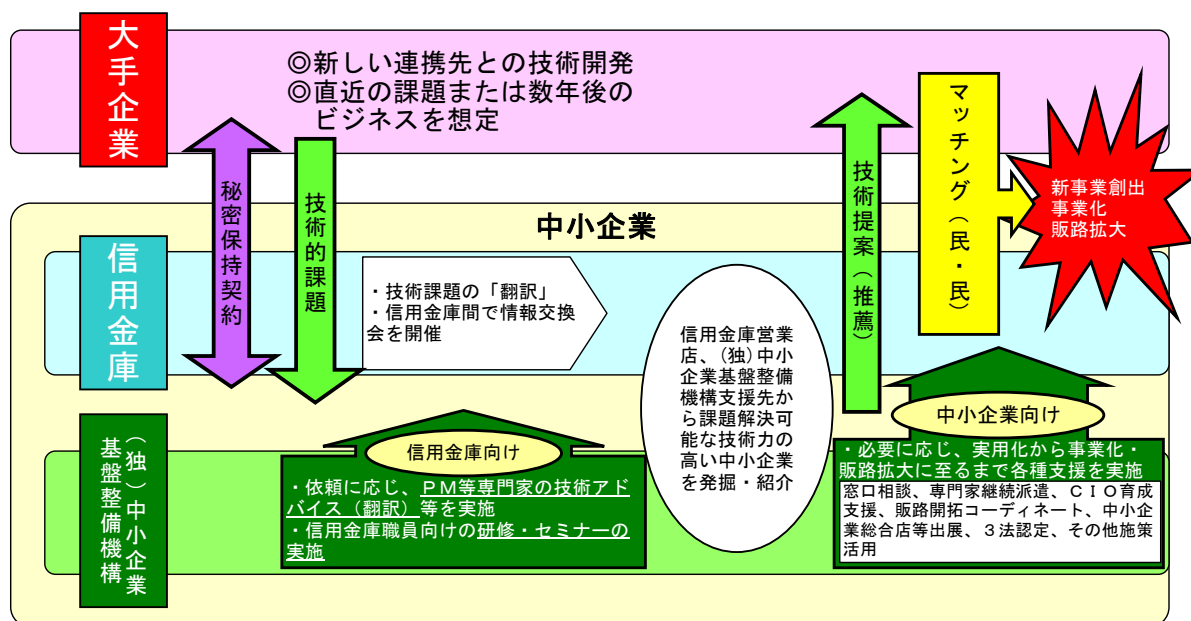 大手企業
◎新しい連携先との技術開発
◎直近の課題または数年後の
ビジネスを想定
秘密保持契約
技術的課題
技術提案（推薦）
マッチング（民・民）
新事業創出
事業化
販路拡大
中小企業
信用金庫
・技術課題の「翻訳」
・信用金庫間で情報交換
会を開催
信用金庫営業
店、(独)中小
企業基盤整備
機構支援先か
ら課題解決可
能な技術力の
高い中小企業
を発掘・紹介
（独）中小企業
基盤整備機構
信用金庫向け
・依頼に応じ、ＰＭ等専門家の技術アド
バイス（翻訳）等を実施
・信用金庫職員向けの研修・セミナーの
実施
中小企業向け
・必要に応じ、実用化から事業化・
販路拡大に至るまで各種支援を実施
窓口相談、専門家継続派遣、ＣＩＯ育成
支援、販路開拓コーディネート、中小企
業総合店等出展、３法認定、その他施策
活用